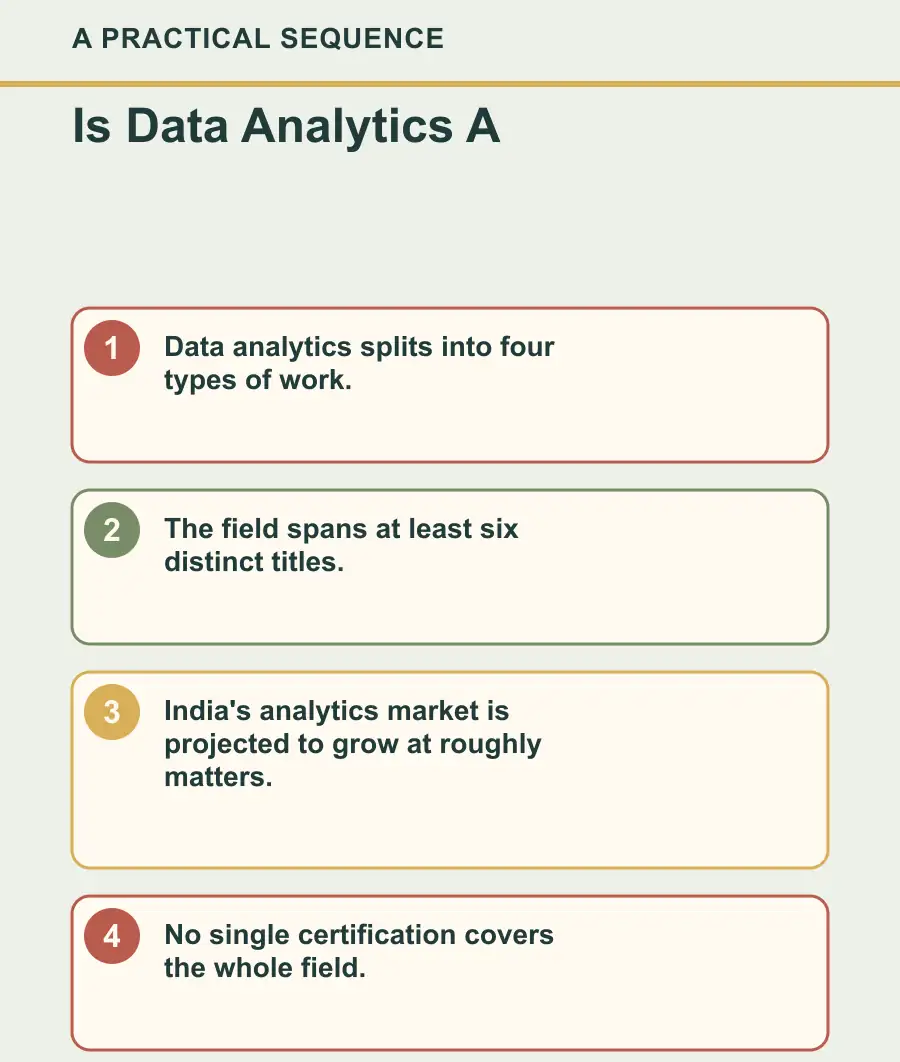 A PRACTICAL SEQUENCE
Is Data Analytics A
1
Data analytics splits into four
types of work.
2
The field spans at least six
distinct titles.
3
India's analytics market is
projected to grow at roughly
matters.
4
No single certification covers
the whole field.